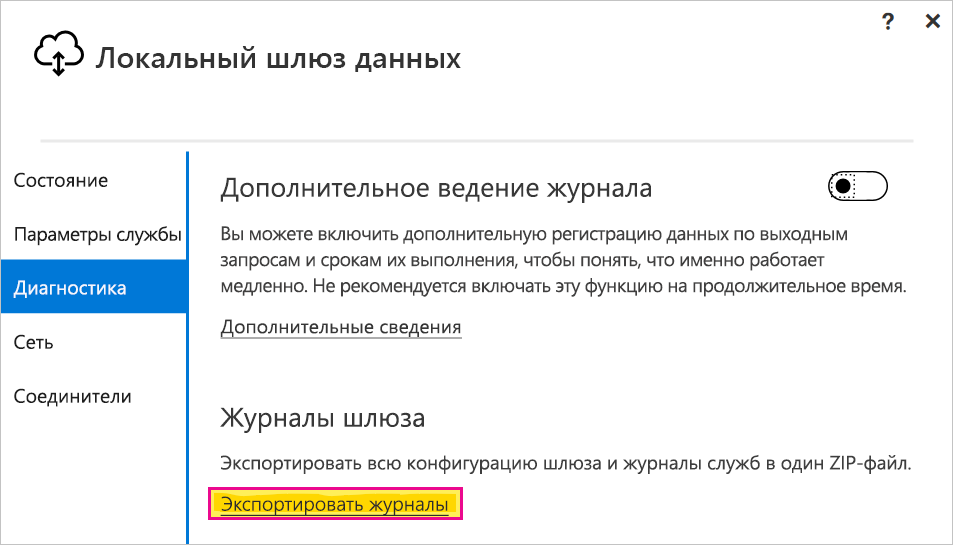 ?
×
Локальный шлюз данных
Состояние
Параметры службы
Диагностика
Сеть
Соединители
Дополнительное ведение журнала
Вы можете включить дополнительную регистрацию данных по выходным
запросам и срокам их выполнения, чтобы понять, что именно работает
медленно. Не рекомендуется включать эту функцию на продолжительное время.
Дополнительные сведения
Журналы шлюза
Экспортировать всю конфигурацию шлюза и журналы служб в один ZIP-файл.
Экспортировать журналы